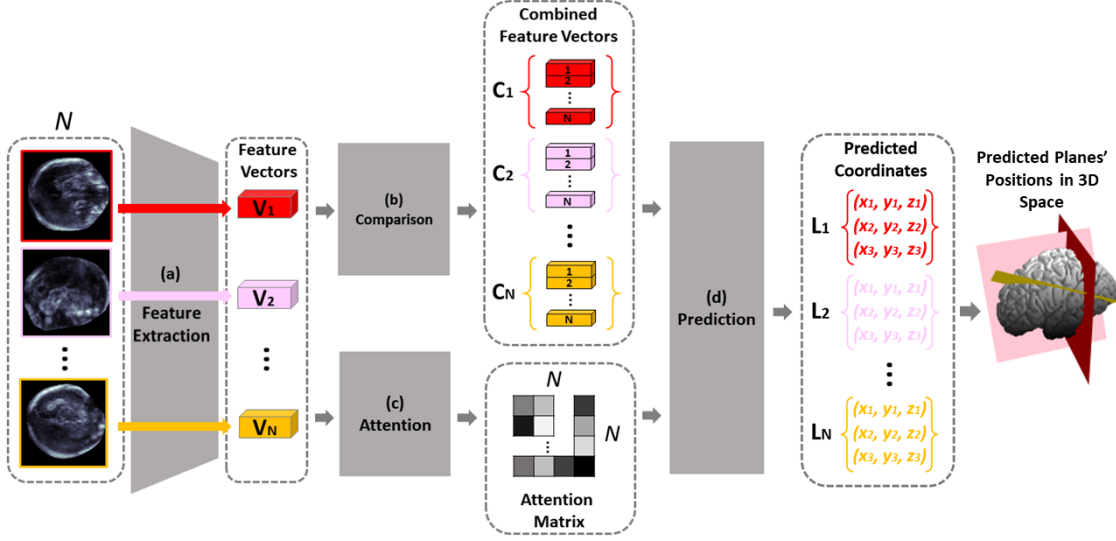 N
(a)
Feature
Extraction
Feature
Vectors
V1
V2
VN
(b)
Comparison
(c)
Attention
Combined
Feature Vectors
C1
1
2
N
C2
1
2
N
CN
1
2
N
N
N
Attention
Matrix
(d)
Prediction
Predicted
Coordinates
L1
(x1, y1, z1)
(x2, y2, z2)
(x3, y3, z3)
L2
(x1, y1, z1)
(x2, y2, z2)
(x3, y3, z3)
LN
(x1, y1, z1)
(x2, y2, z2)
(x3, y3, z3)
Predicted Planes'
Positions in 3D
Space